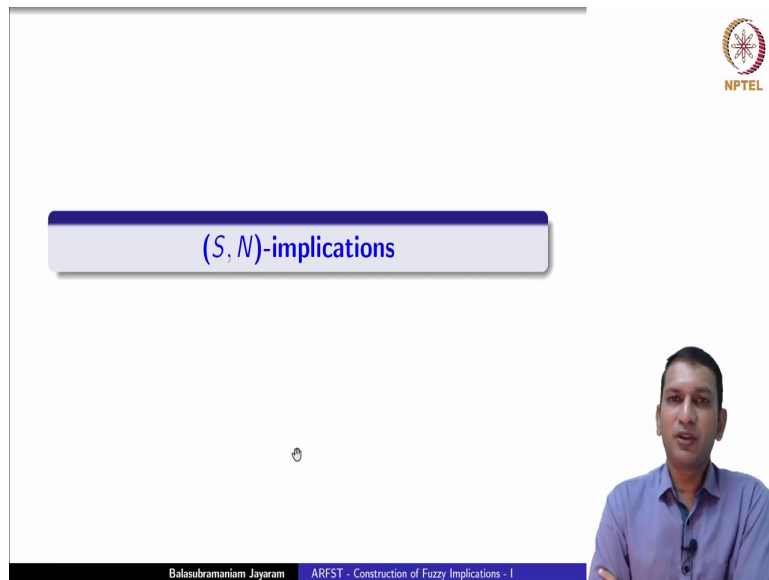 NPTEL
(S, N)-implications
Balasubramaniam Jayaram ARFST - Construction of Fuzzy Implications - I